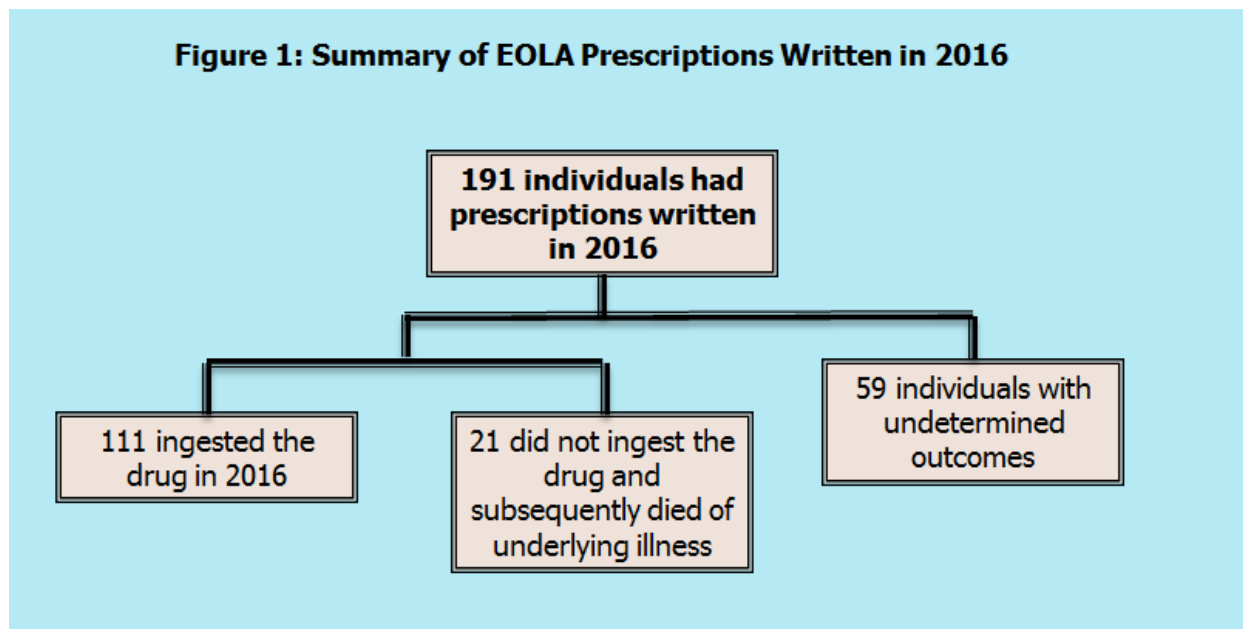 Figure 1: Summary of EOLA Prescriptions Written in 2016
191 individuals had
prescriptions written
in 2016
111 ingested the
drug in 2016
21 did not ingest the
drug and
subsequently died of
underlying illness
59 individuals with
undetermined
outcomes